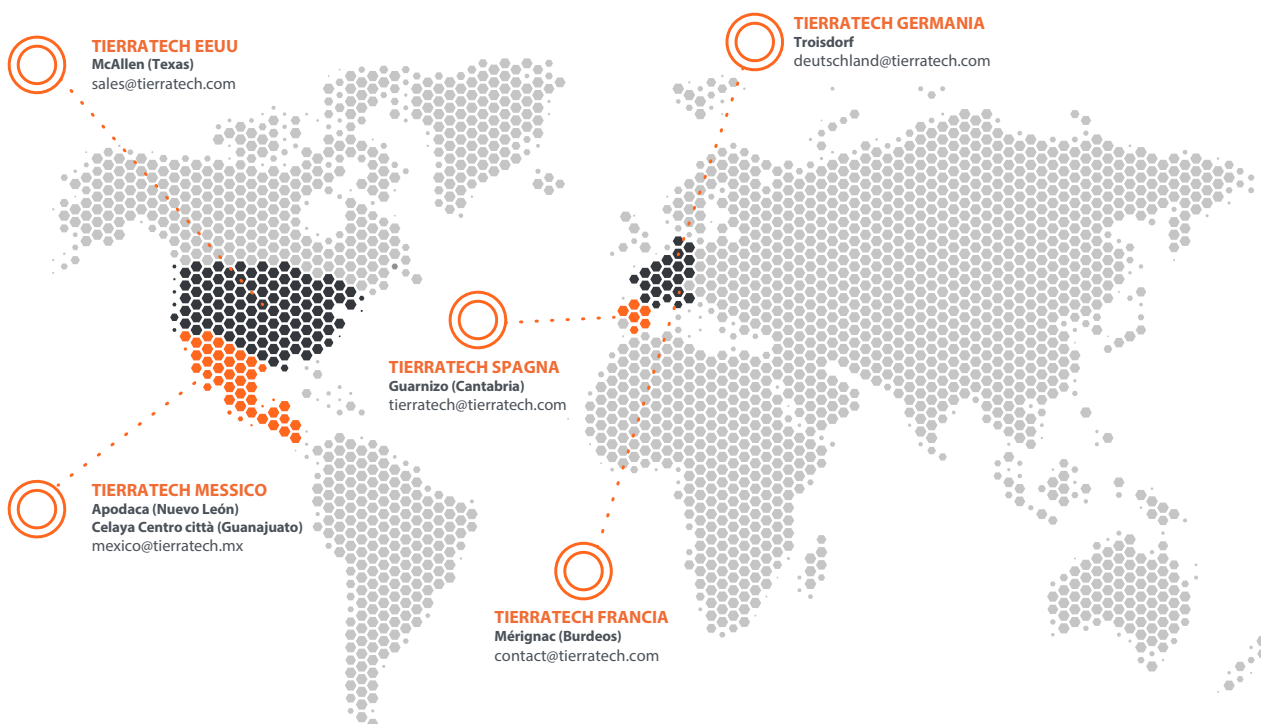 TIERRATECH EEUU
McAllen (Texas)
sales@tierratech.com
TIERRATECH GERMANIA
Troisdorf
deutschland@tierratech.com
TIERRATECH SPAGNA
Guarnizo (Cantabria)
tierratech@tierratech.com
TIERRATECH MESSICO
Apodaca (Nuevo León)
Celaya Centro città (Guanajuato)
mexico@tierratech.mx
TIERRATECH FRANCIA
Mérignac (Burdeos)
contact@tierratech.com